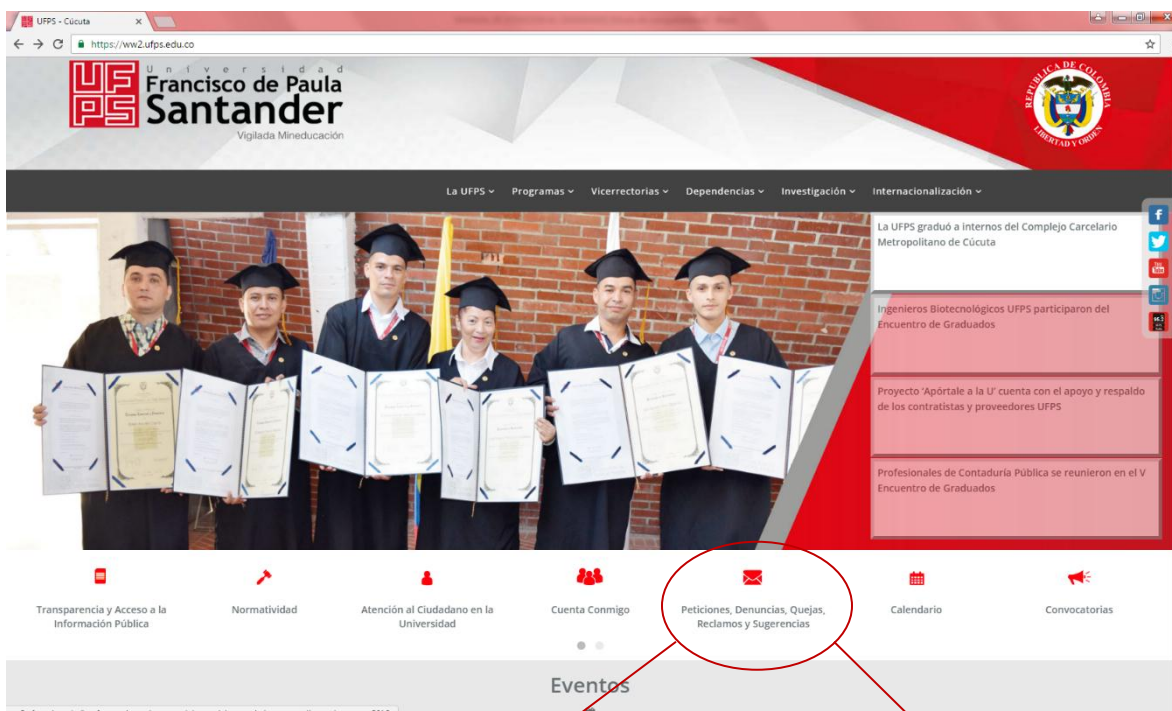 UFPS - Cúcuta
https://ww2.ufps.edu.co
UFPS
Universidad
Francisco de Paula
Santander
Vigilada Mineducación
REPUBLICA DE COLOMBIA
LIBERTAD Y ORDEN
La UFPS Programas Vicerrectorias Dependencias Investigación Internacionalización
La UFPS graduó a internos del Complejo Carcelario
Metropolitano de Cúcuta
Ingenieros Biotecnológicos UFPS participaron del
Encuentro de Graduados
Proyecto 'Apórtale a la U' cuenta con el apoyo y respaldo
de los contratistas y proveedores UFPS
Profesionales de Contaduría Pública se reunieron en el V
Encuentro de Graduados
Transparencia y Acceso a la
Información Pública
Normatividad
Atención al Ciudadano en la
Universidad
Cuenta Conmigo
Peticiones, Denuncias, Quejas,
Reclamos y Sugerencias
Calendario
Convocatorias
Eventos